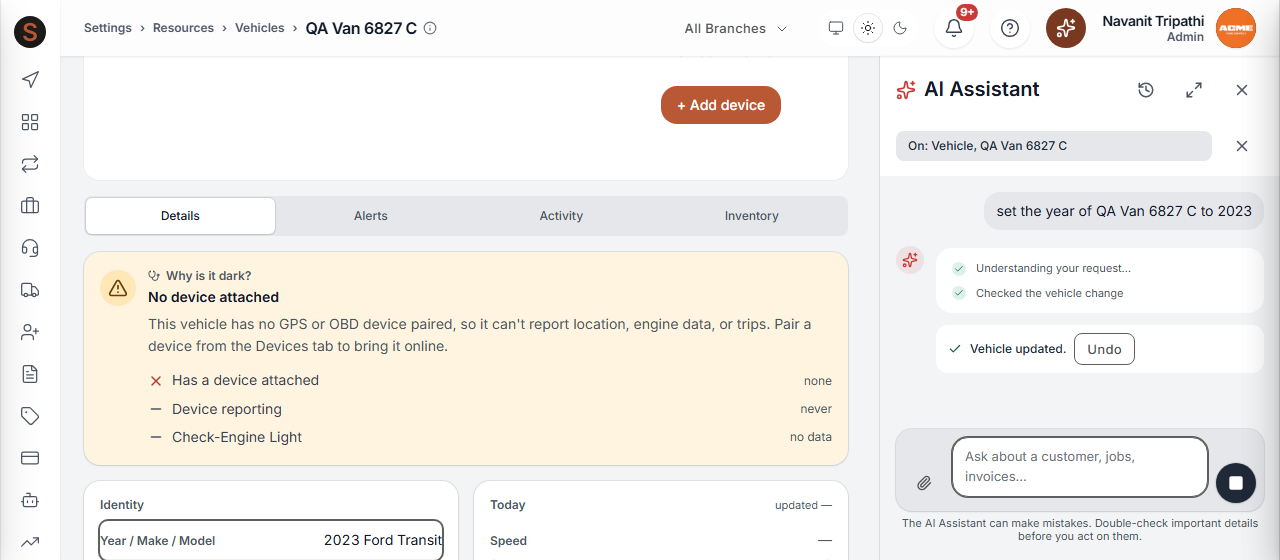 S
Settings › Resources › Vehicles › QA Van 6827 C
All Branches
9+
Navanit Tripathi
Admin
ACME
+ Add device
Details
Alerts
Activity
Inventory
Why is it dark?
No device attached
This vehicle has no GPS or OBD device paired, so it can't report location, engine data, or trips. Pair a
device from the Devices tab to bring it online.
Has a device attached
none
Device reporting
never
Check-Engine Light
no data
Identity
Year / Make / Model
2023 Ford Transit
Today
updated —
Speed
—
AI Assistant
On: Vehicle, QA Van 6827 C
set the year of QA Van 6827 C to 2023
Understanding your request...
Checked the vehicle change
Vehicle updated.
Undo
Ask about a customer, jobs,
invoices...
The AI Assistant can make mistakes. Double-check important details
before you act on them.